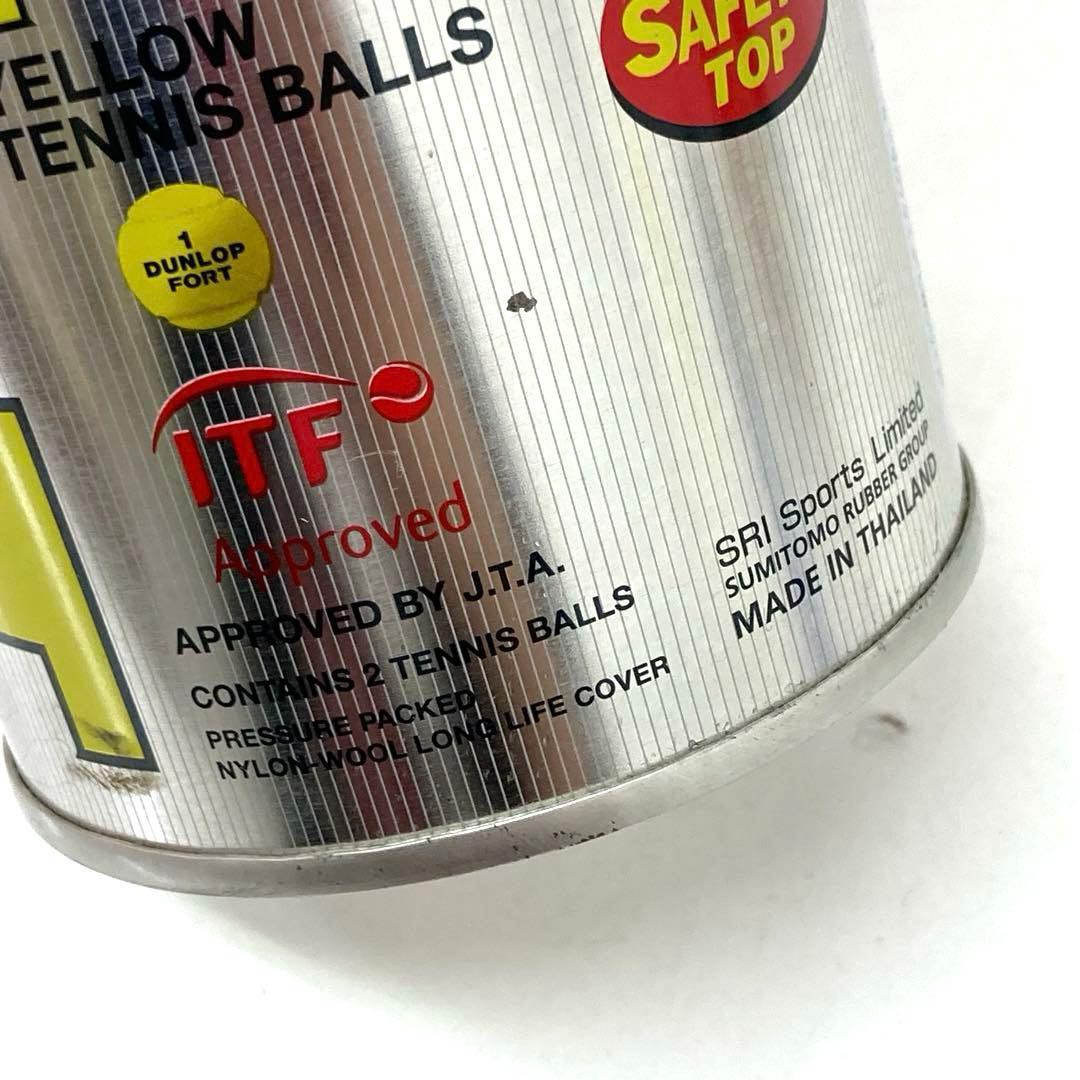 YELLOW
TENNIS BALLS
1
DUNLOP
FORT
TOP
ITF
Approved
APPROVED BY J.T.A.
CONTAINS 2 TENNIS BALLS
PRESSURE PACKED
NYLON-WOOL LONG LIFE COVER
SRI Sports Limited
SUMITOMO RUBBER GROUP
MADE IN THAILAND